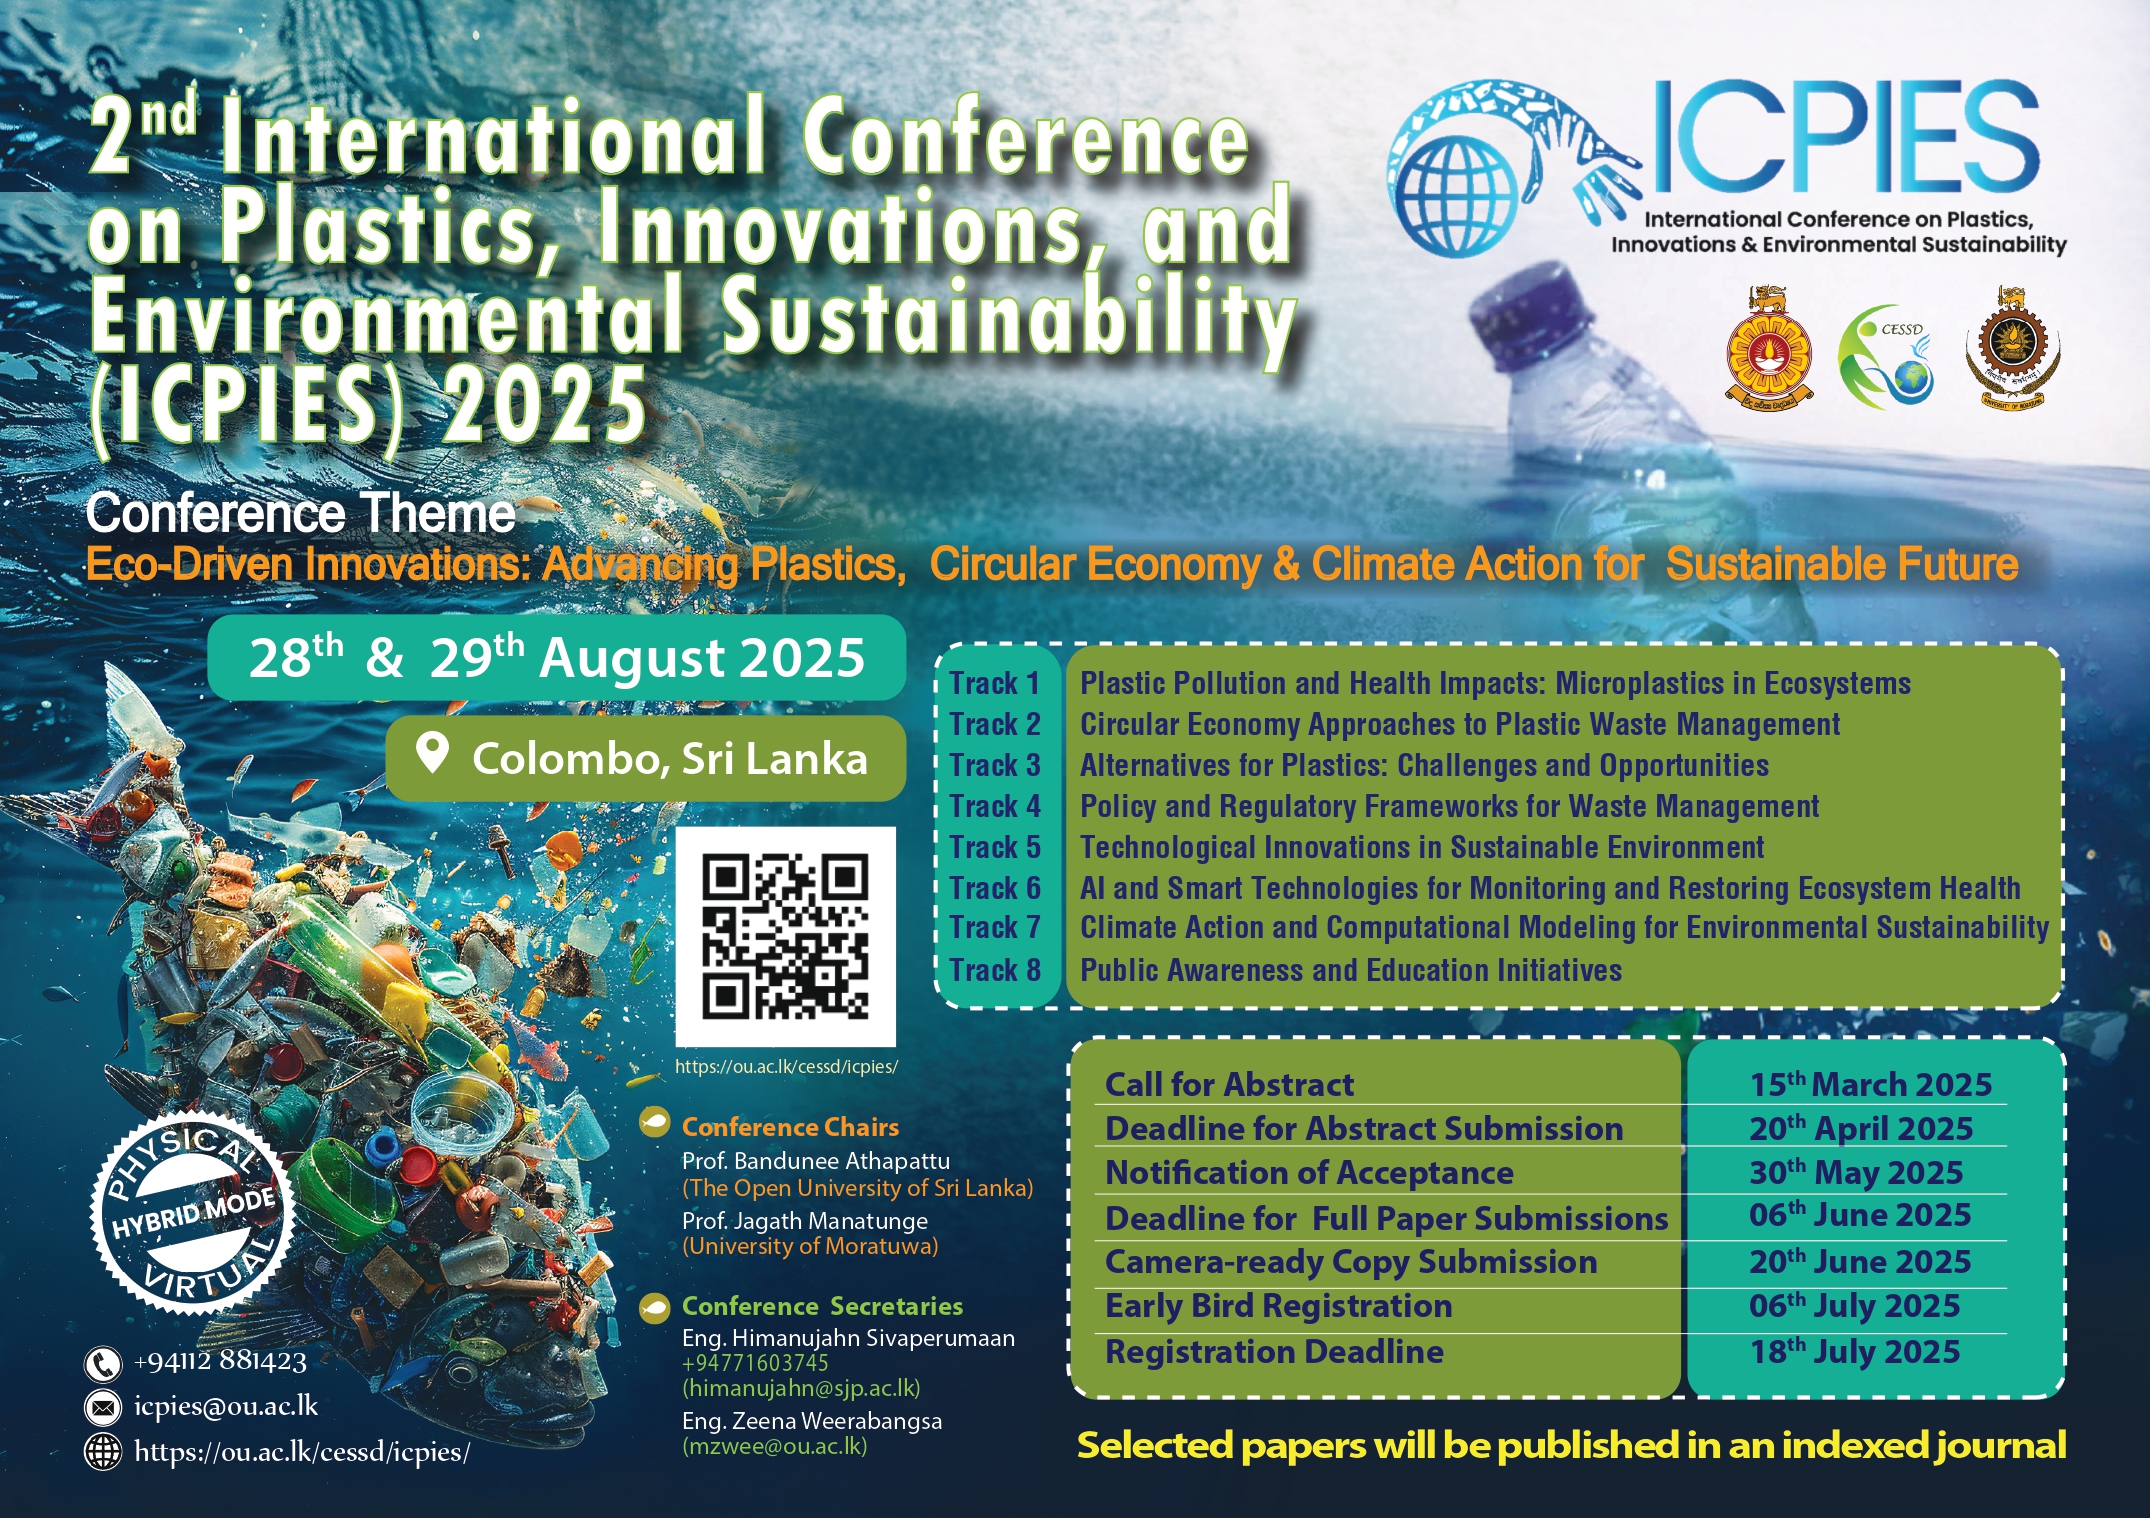 2nd International Conference
on Plastics, Innovations, and
Environmental Sustainability
(ICPIES) 2025
ICPIES
International Conference on Plastics,
Innovations & Environmental Sustainability
CESSD
UNIVERSITY OF MORATUWA
Conference Theme
Eco-Driven Innovations: Advancing Plastics, Circular Economy & Climate Action for Sustainable Future
28th & 29th August 2025
Colombo, Sri Lanka
Track 1 Plastic Pollution and Health Impacts: Microplastics in Ecosystems
Track 2 Circular Economy Approaches to Plastic Waste Management
Track 3 Alternatives for Plastics: Challenges and Opportunities
Track 4 Policy and Regulatory Frameworks for Waste Management
Track 5 Technological Innovations in Sustainable Environment
Track 6 AI and Smart Technologies for Monitoring and Restoring Ecosystem Health
Track 7 Climate Action and Computational Modeling for Environmental Sustainability
Track 8 Public Awareness and Education Initiatives
https://ou.ac.lk/cessd/icpies/
Conference Chairs
Prof. Bandunee Athapattu
(The Open University of Sri Lanka)
Prof. Jagath Manatunge
(University of Moratuwa)
Conference Secretaries
Eng. Himanujahn Sivaperumaan
+94771603745
(himanujahn@sjp.ac.lk)
Eng. Zeena Weerabangsa
(mzwee@ou.ac.lk)
PHYSICAL
HYBRID MODE
VIRTUAL
+94112 881423
icpies@ou.ac.lk
https://ou.ac.lk/cessd/icpies/
Call for Abstract 15th March 2025
Deadline for Abstract Submission 20th April 2025
Notification of Acceptance 30th May 2025
Deadline for Full Paper Submissions 06th June 2025
Camera-ready Copy Submission 20th June 2025
Early Bird Registration 06th July 2025
Registration Deadline 18th July 2025
Selected papers will be published in an indexed journal